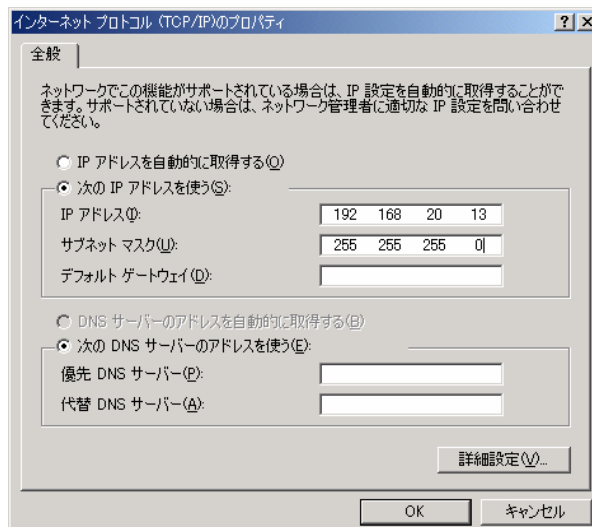 インターネット プロトコル (TCP/IP)のプロパティ
全般
ネットワークでこの機能がサポートされている場合は、IP 設定を自動的に取得することがで
きます。サポートされていない場合は、ネットワーク管理者に適切な IP 設定を問い合わせ
てください。
IP アドレスを自動的に取得する(O)
次の IP アドレスを使う(S):
IP アドレス(I): 192 168 20 13
サブネット マスク(U): 255 255 255 0
デフォルト ゲートウェイ(D):
DNS サーバーのアドレスを自動的に取得する(B)
次の DNS サーバーのアドレスを使う(E):
優先 DNS サーバー(P):
代替 DNS サーバー(A):
詳細設定(V)...
OK キャンセル